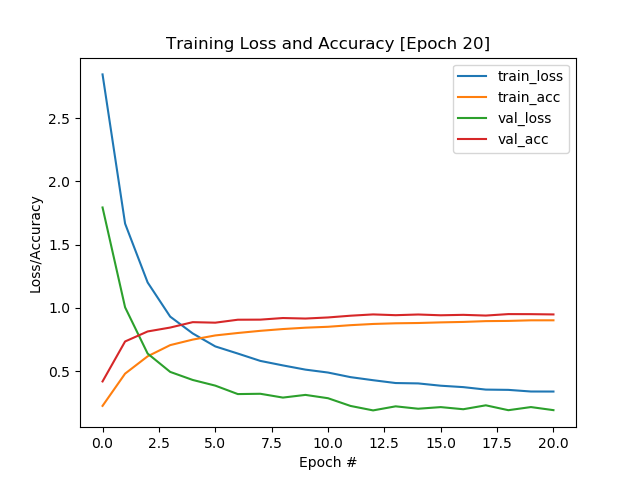 Training Loss and Accuracy [Epoch 20]
train_loss
train_acc
val_loss
val_acc
Loss/Accuracy
2.5
2.0
1.5
1.0
0.5
0.0 2.5 5.0 7.5 10.0 12.5 15.0 17.5 20.0
Epoch #